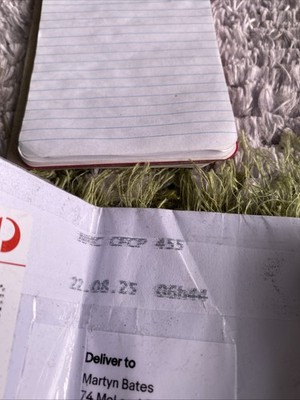 CFCP 455
22.08.25 06h44
Deliver to
Martyn Bates
74